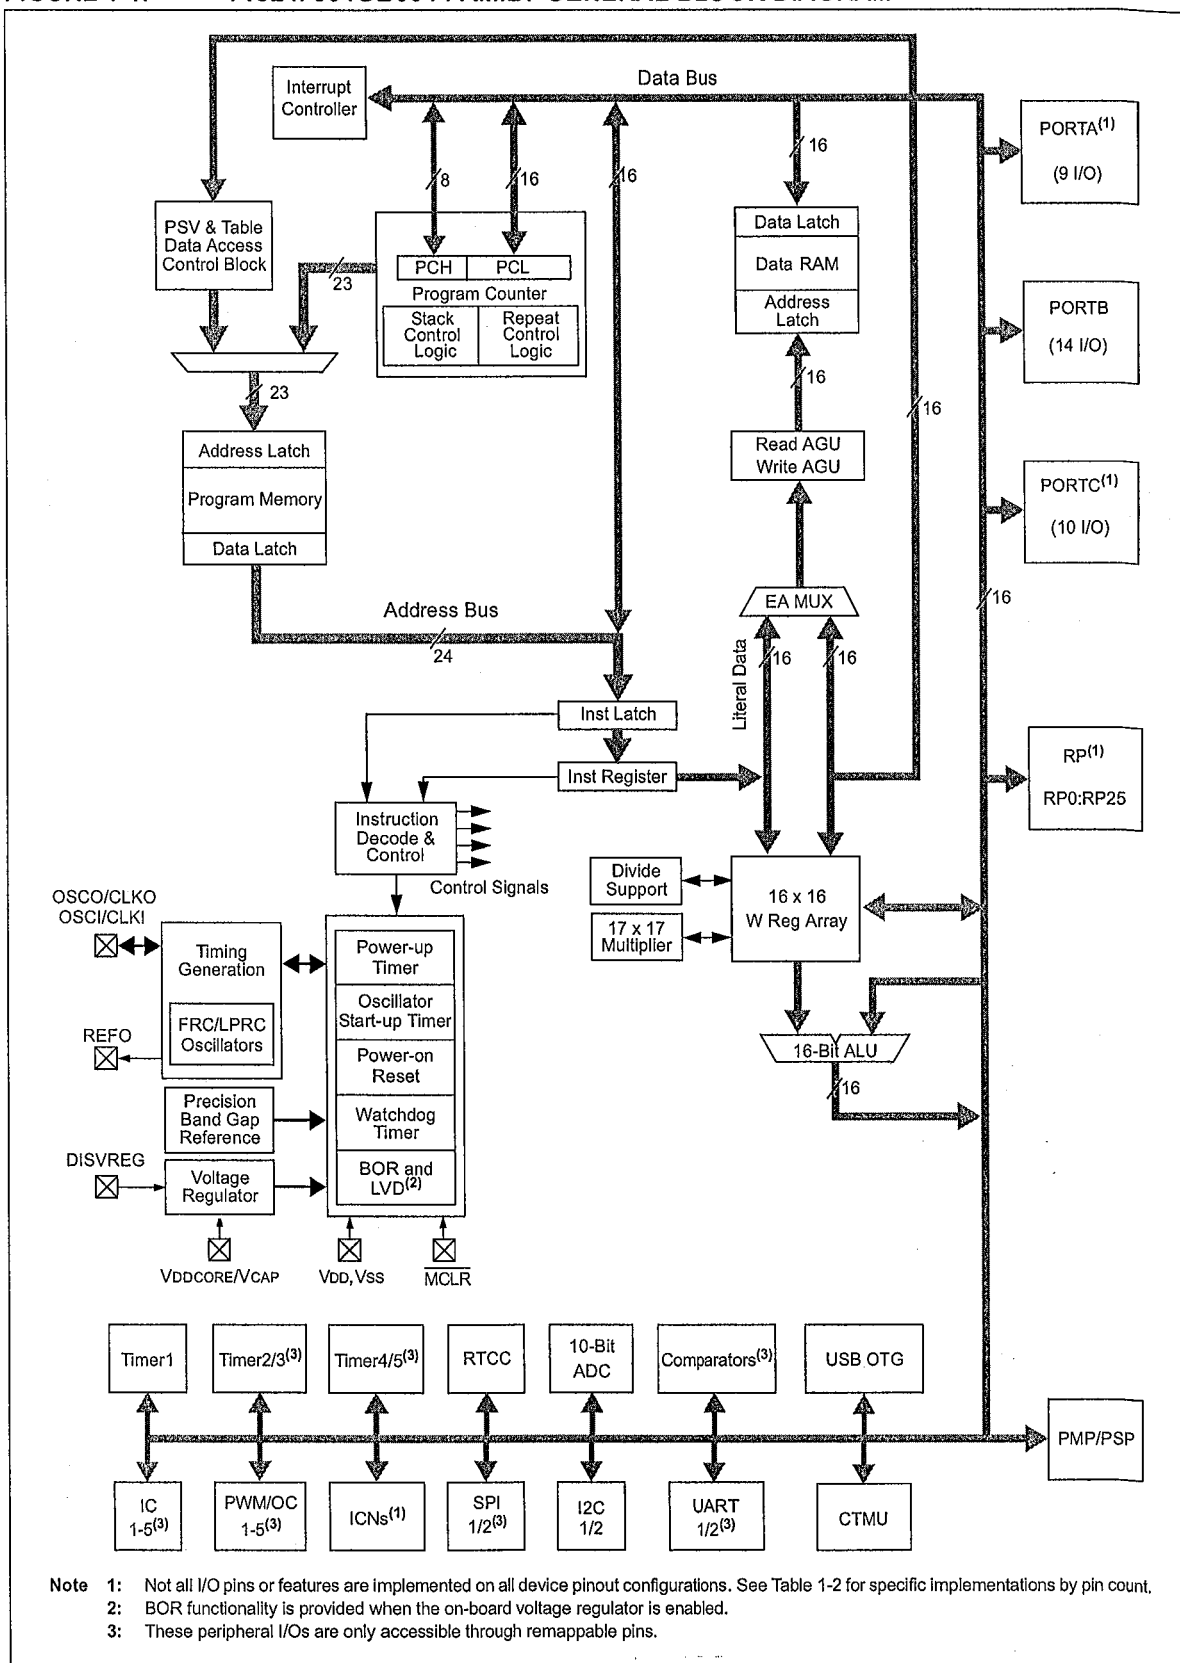 Data Bus
Interrupt
Controller
PORTA(1)
(9 I/O)
8
16
16
16
PSV & Table
Data Access
Control Block
Data Latch
Data RAM
Address
Latch
PCH
PCL
23
Program Counter
Stack
Control
Logic
Repeat
Control
Logic
PORTB
(14 I/O)
16
23
16
Read AGU
Write AGU
Address Latch
Program Memory
Data Latch
PORTC(1)
(10 I/O)
EA MUX
16
Address Bus
24
Literal Data
16
16
Inst Latch
Inst Register
RP(1)
RP0:RP25
Instruction
Decode &
Control
Control Signals
Divide
Support
16 x 16
W Reg Array
17 x 17
Multiplier
OSCO/CLKO
OSCI/CLKI
Timing
Generation
Power-up
Timer
FRC/LPRC
Oscillators
Oscillator
Start-up Timer
REFO
Power-on
Reset
16-Bit ALU
16
Precision
Band Gap
Reference
Watchdog
Timer
DISVREG
Voltage
Regulator
BOR and
LVD(2)
VDDCORE/VCAP
VDD, VSS
MCLR
Timer1
Timer2/3(3)
Timer4/5(3)
RTCC
10-Bit
ADC
Comparators(3)
USB OTG
PMP/PSP
IC
1-5(3)
PWM/OC
1-5(3)
ICNs(1)
SPI
1/2(3)
I2C
1/2
UART
1/2(3)
CTMU
Note 1: Not all I/O pins or features are implemented on all device pinout configurations. See Table 1-2 for specific implementations by pin count.
2: BOR functionality is provided when the on-board voltage regulator is enabled.
3: These peripheral I/Os are only accessible through remappable pins.